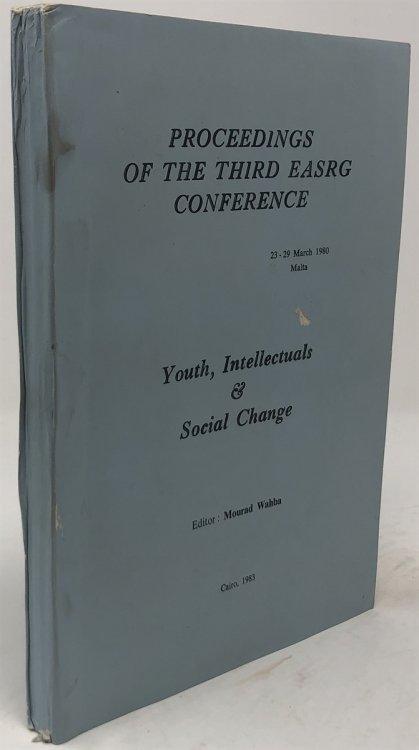 PROCEEDINGS
OF THE THIRD EASRG
CONFERENCE
23-29 March 1980
Malta
Youth, Intellectuals
&
Social Change
Editor : Mourad Wahba
Cairo, 1983